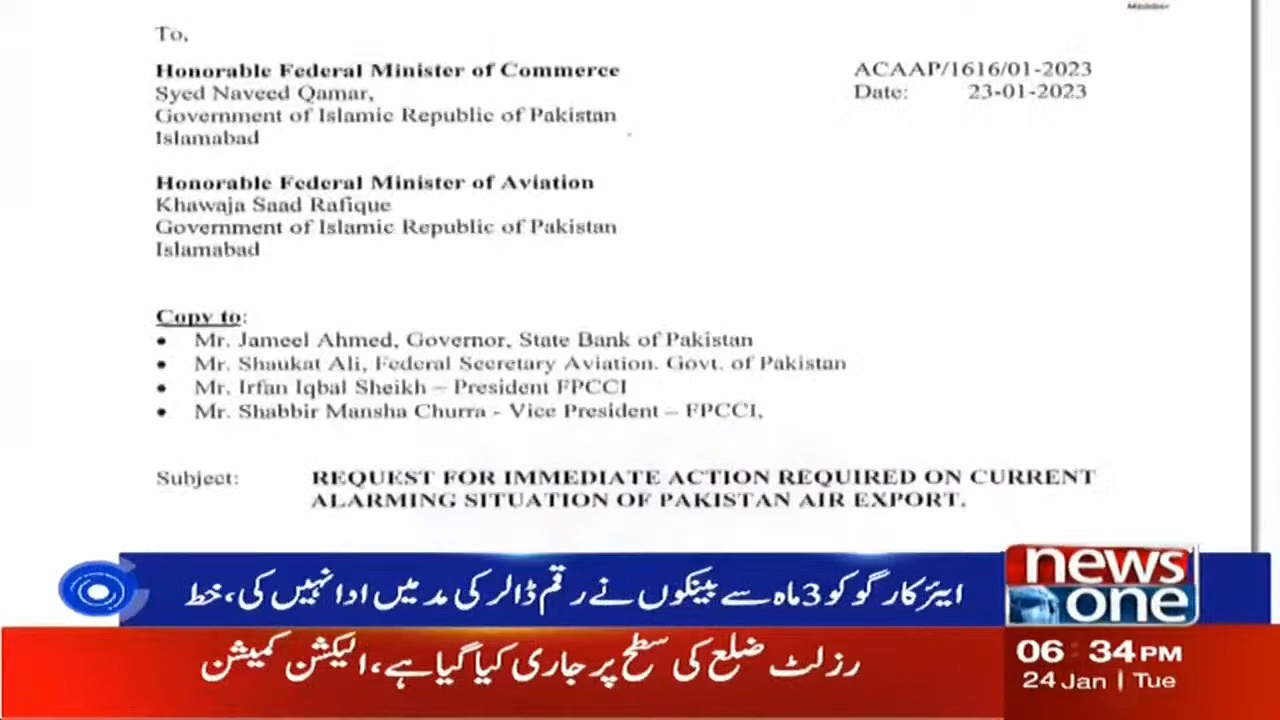 To,
Honorable Federal Minister of Commerce
Syed Naveed Qamar,
Government of Islamic Republic of Pakistan
Islamabad
ACAAP/1616/01-2023
Date: 23-01-2023
Honorable Federal Minister of Aviation
Khawaja Saad Rafique
Government of Islamic Republic of Pakistan
Islamabad
Copy to:
• Mr. Jameel Ahmed, Governor, State Bank of Pakistan
• Mr. Shaukat Ali, Federal Secretary Aviation. Govt. of Pakistan
• Mr. Irfan Iqbal Sheikh – President FPCCI
• Mr. Shabbir Mansha Churra - Vice President – FPCCI,
Subject: REQUEST FOR IMMEDIATE ACTION REQUIRED ON CURRENT
ALARMING SITUATION OF PAKISTAN AIR EXPORT.
ایئر کارگو کو 3 ماہ سے بینکوں نے رقم ڈالر کی مد میں ادا نہیں کی، خط
رزلٹ ضلع کی سطح پر جاری کیا گیا ہے، الیکشن کمیشن
news
one
06:34 PM
24 Jan | Tue